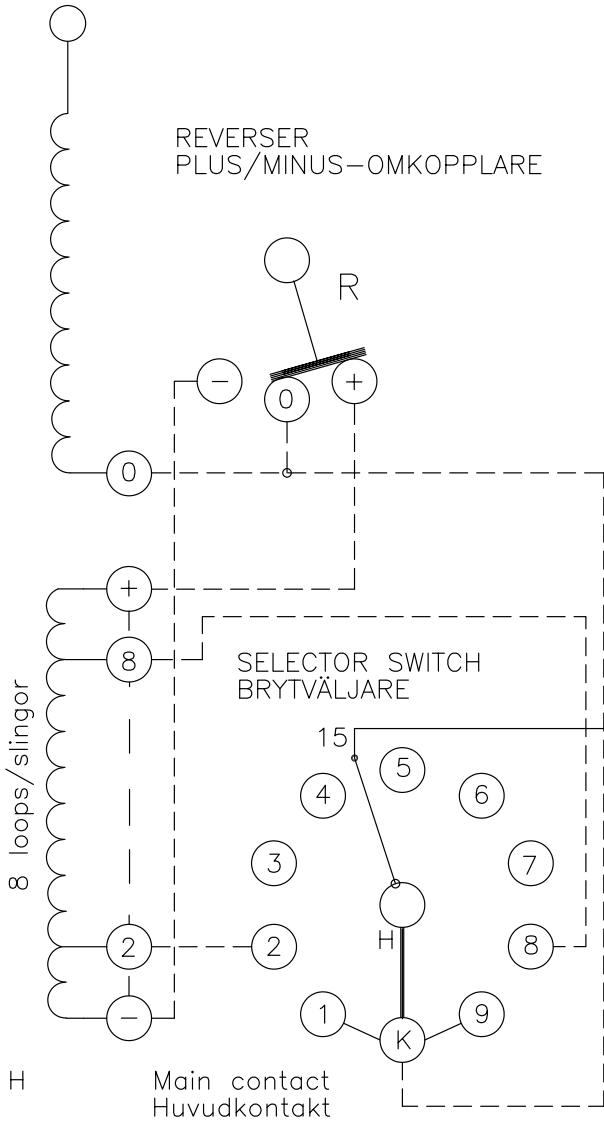 REVERSER
PLUS/MINUS-OMKOPPLARE
R
-
+
0
0
+
8
SELECTOR SWITCH
BRYTVÄLJARE
15
5
4
6
8 loops/slingor
3
7
H
2
2
8
-
1
9
K
H Main contact
Huvudkontakt